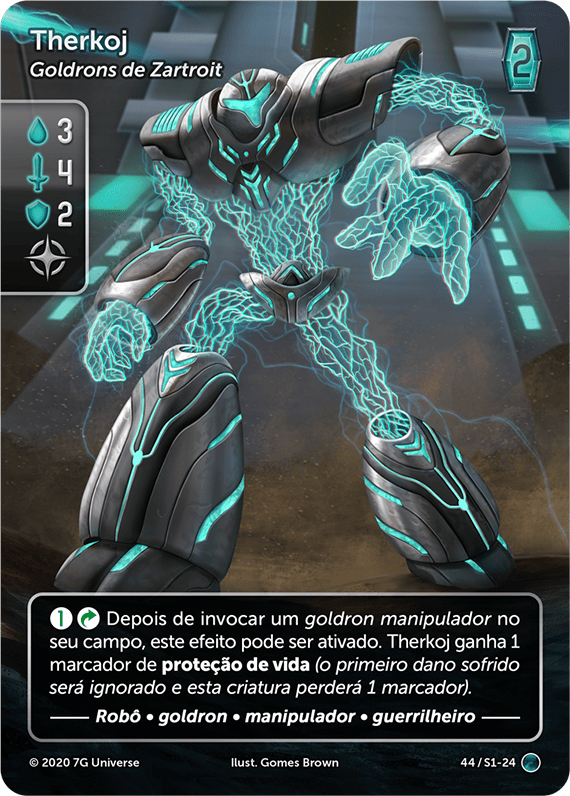 Therkoj
Goldrons de Zartroit
2
3
4
2
1 Depois de invocar um goldron manipulador no
seu campo, este efeito pode ser ativado. Therkoj ganha 1
marcador de proteção de vida (o primeiro dano sofrido
será ignorado e esta criatura perderá 1 marcador).
Robô • goldron • manipulador • guerrilheiro
© 2020 7G Universe
Ilust. Gomes Brown
44 / S1-24